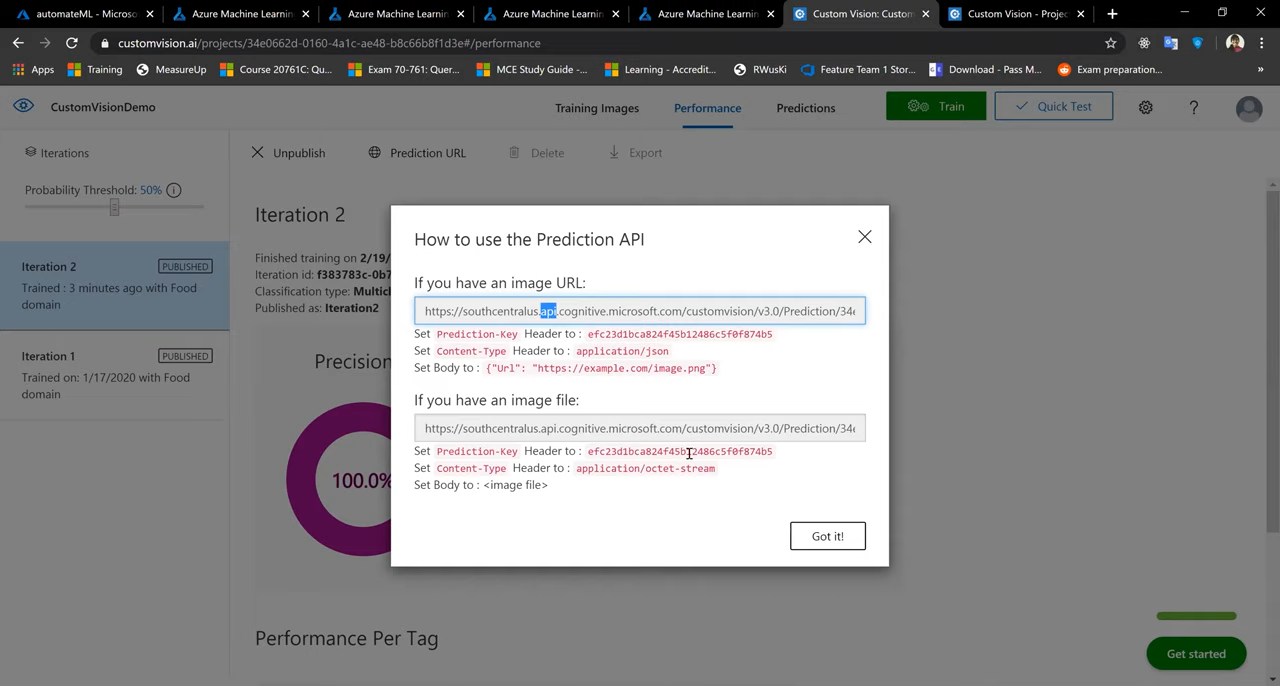 automateML - Microso
Azure Machine Learnin
Azure Machine Learnin
Azure Machine Learnin
Azure Machine Learnin
Custom Vision: Custom
Custom Vision - Proje
customvision.ai/projects/34e0662d-0160-4a1c-ae48-b8c66b8f1d3e#/performance
Apps
Training
MeasureUp
Course 20761C: Qu...
Exam 70-761: Quer...
MCE Study Guide -...
Learning - Accredit...
RWusKi
Feature Team 1 Stor...
Download - Pass M...
Exam preparation...
»
CustomVisionDemo
Training Images
Performance
Predictions
Train
Quick Test
?
Iterations
Unpublish
Prediction URL
Delete
Export
Probability Threshold: 50% i
Iteration 2
PUBLISHED
Trained : 3 minutes ago with Food
domain
Iteration 1
PUBLISHED
Trained on: 1/17/2020 with Food
domain
Iteration 2
Finished training on 2/19/
Iteration id: f383783c-0b7
Classification type: Multicl
Published as: Iteration2
Precision
100.0%
Performance Per Tag
How to use the Prediction API
If you have an image URL:
https://southcentralus.api.cognitive.microsoft.com/customvision/v3.0/Prediction/34e
Set Prediction-Key Header to : efc23d1bca824f45b12486c5f0f874b5
Set Content-Type Header to : application/json
Set Body to : {"Url": "https://example.com/image.png"}
If you have an image file:
https://southcentralus.api.cognitive.microsoft.com/customvision/v3.0/Prediction/34e
Set Prediction-Key Header to : efc23d1bca824f45b12486c5f0f874b5
Set Content-Type Header to : application/octet-stream
Set Body to : <image file>
Got it!
Get started